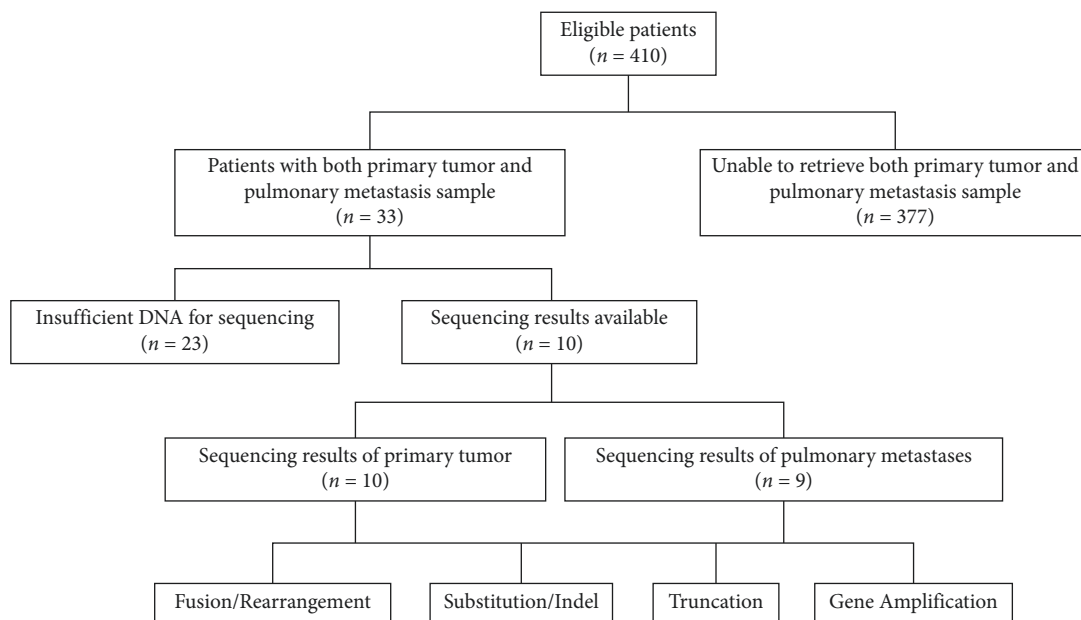 Eligible patients
(n = 410)
Patients with both primary tumor and
pulmonary metastasis sample
(n = 33)
Unable to retrieve both primary tumor and
pulmonary metastasis sample
(n = 377)
Insufficient DNA for sequencing
(n = 23)
Sequencing results available
(n = 10)
Sequencing results of primary tumor
(n = 10)
Sequencing results of pulmonary metastases
(n = 9)
Fusion/Rearrangement
Substitution/Indel
Truncation
Gene Amplification